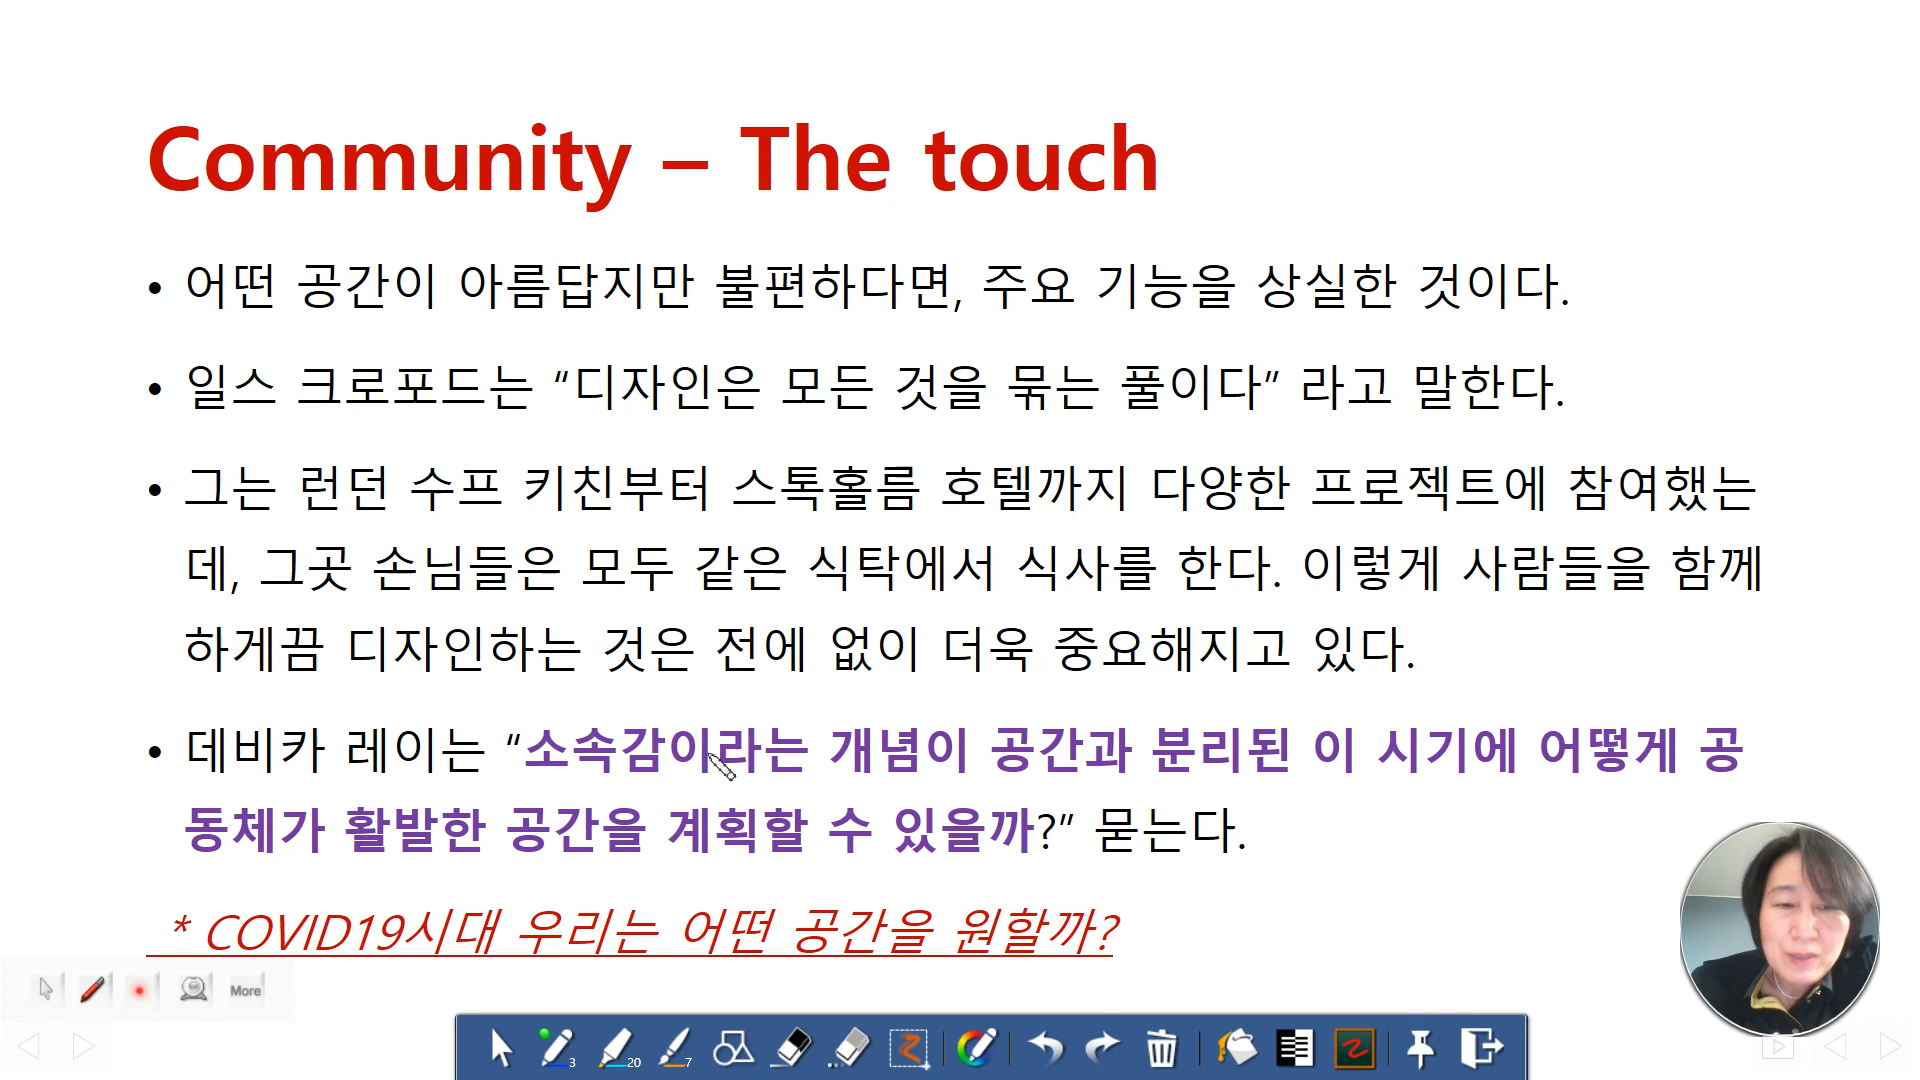 Community – The touch
• 어떤 공간이 아름답지만 불편하다면, 주요 기능을 상실한 것이다.
• 일스 크로포드는 “디자인은 모든 것을 묶는 풀이다” 라고 말한다.
• 그는 런던 수프 키친부터 스톡홀름 호텔까지 다양한 프로젝트에 참여했는
데, 그곳 손님들은 모두 같은 식탁에서 식사를 한다. 이렇게 사람들을 함께
하게끔 디자인하는 것은 전에 없이 더욱 중요해지고 있다.
• 데비카 레이는 “소속감이라는 개념이 공간과 분리된 이 시기에 어떻게 공
동체가 활발한 공간을 계획할 수 있을까?” 묻는다.
* COVID19시대 우리는 어떤 공간을 원할까?
More
3 20 7